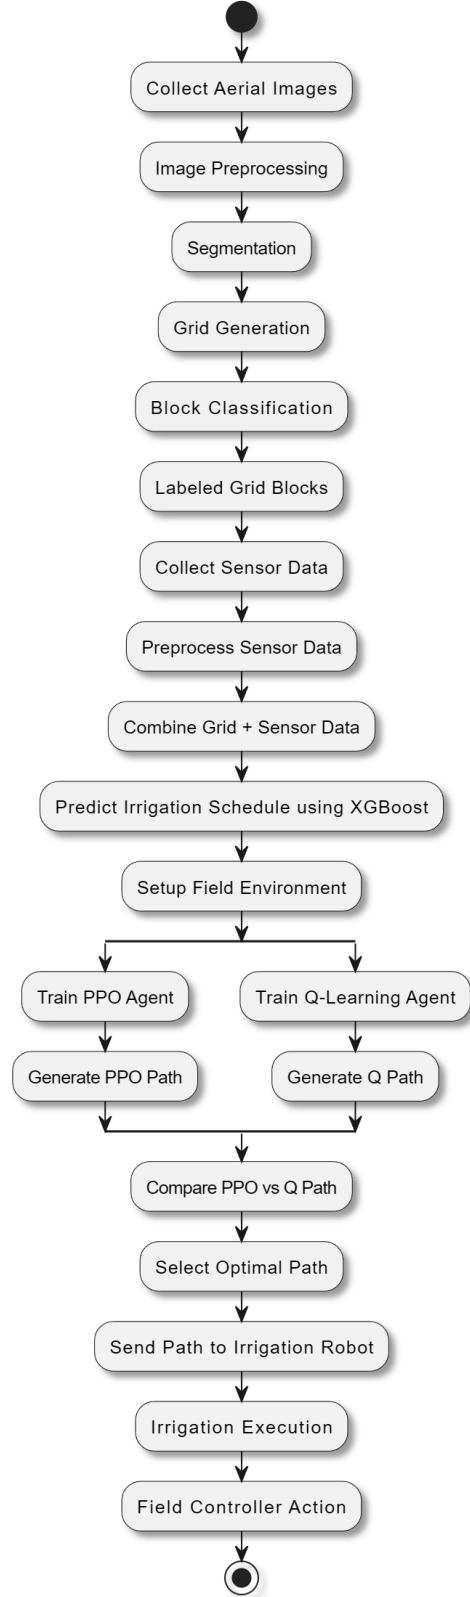 Collect Aerial Images
Image Preprocessing
Segmentation
Grid Generation
Block Classification
Labeled Grid Blocks
Collect Sensor Data
Preprocess Sensor Data
Combine Grid + Sensor Data
Predict Irrigation Schedule using XGBoost
Setup Field Environment
Train PPO Agent
Train Q-Learning Agent
Generate PPO Path
Generate Q Path
Compare PPO vs Q Path
Select Optimal Path
Send Path to Irrigation Robot
Irrigation Execution
Field Controller Action